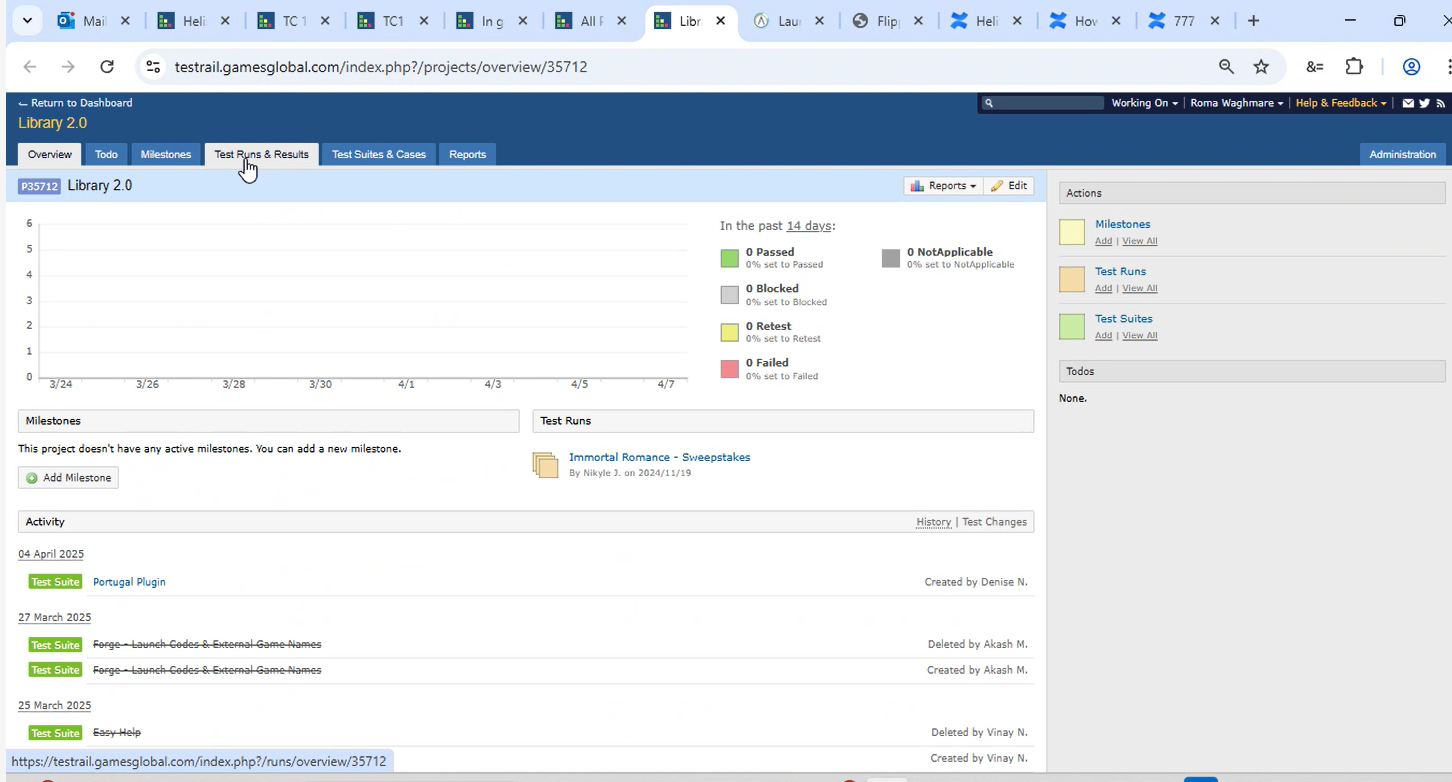 Mail
Heli
TC 1
TC1
In g
All F
Libr
Lau
Flip
Heli
How
777
testrail.gamesglobal.com/index.php?/projects/overview/35712
← Return to Dashboard
Working On
Roma Waghmare
Help & Feedback
Library 2.0
Overview
Todo
Milestones
Test Runs & Results
Test Suites & Cases
Reports
Administration
P35712 Library 2.0
Reports
Edit
6
5
4
3
2
1
0
3/24 3/26 3/28 3/30 4/1 4/3 4/5 4/7
In the past 14 days:
0 Passed
0% set to Passed
0 NotApplicable
0% set to NotApplicable
0 Blocked
0% set to Blocked
0 Retest
0% set to Retest
0 Failed
0% set to Failed
Actions
Milestones
Add | View All
Test Runs
Add | View All
Test Suites
Add | View All
Todos
None.
Milestones
This project doesn't have any active milestones. You can add a new milestone.
Add Milestone
Test Runs
Immortal Romance - Sweepstakes
By Nikyle J. on 2024/11/19
Activity
History | Test Changes
04 April 2025
Test Suite Portugal Plugin Created by Denise N.
27 March 2025
Test Suite Forge - Launch Codes & External Game Names Deleted by Akash M.
Test Suite Forge - Launch Codes & External Game Names Created by Akash M.
25 March 2025
Test Suite Easy Help Deleted by Vinay N.
Created by Vinay N.
https://testrail.gamesglobal.com/index.php?/runs/overview/35712